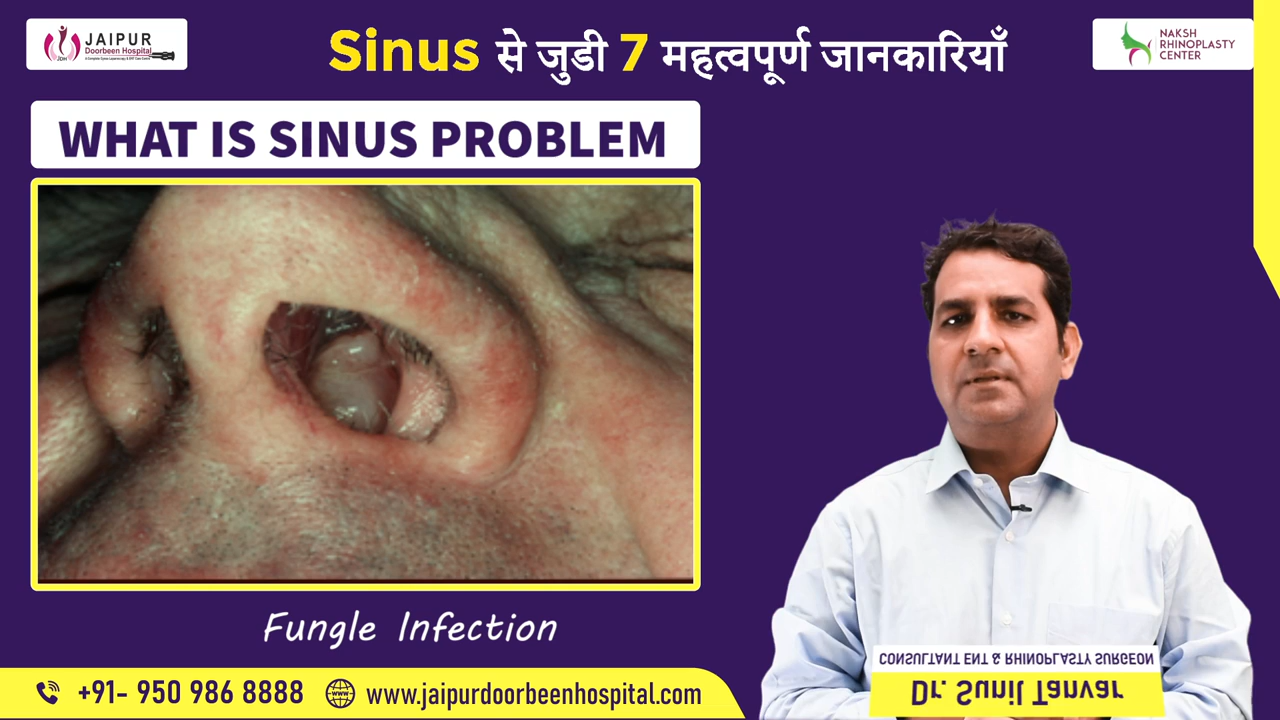 JAIPUR
Doorbeen Hospital
JDH
Sinus से जुडी 7 महत्वपूर्ण जानकारियाँ
NAKSH
RHINOPLASTY
CENTER
WHAT IS SINUS PROBLEM
Fungle Infection
CONSULTANT ENT & RHINOPLASTY SURGEON
Dr. Sunil Tanvar
+91- 950 986 8888
www.jaipurdoorbeenhospital.com